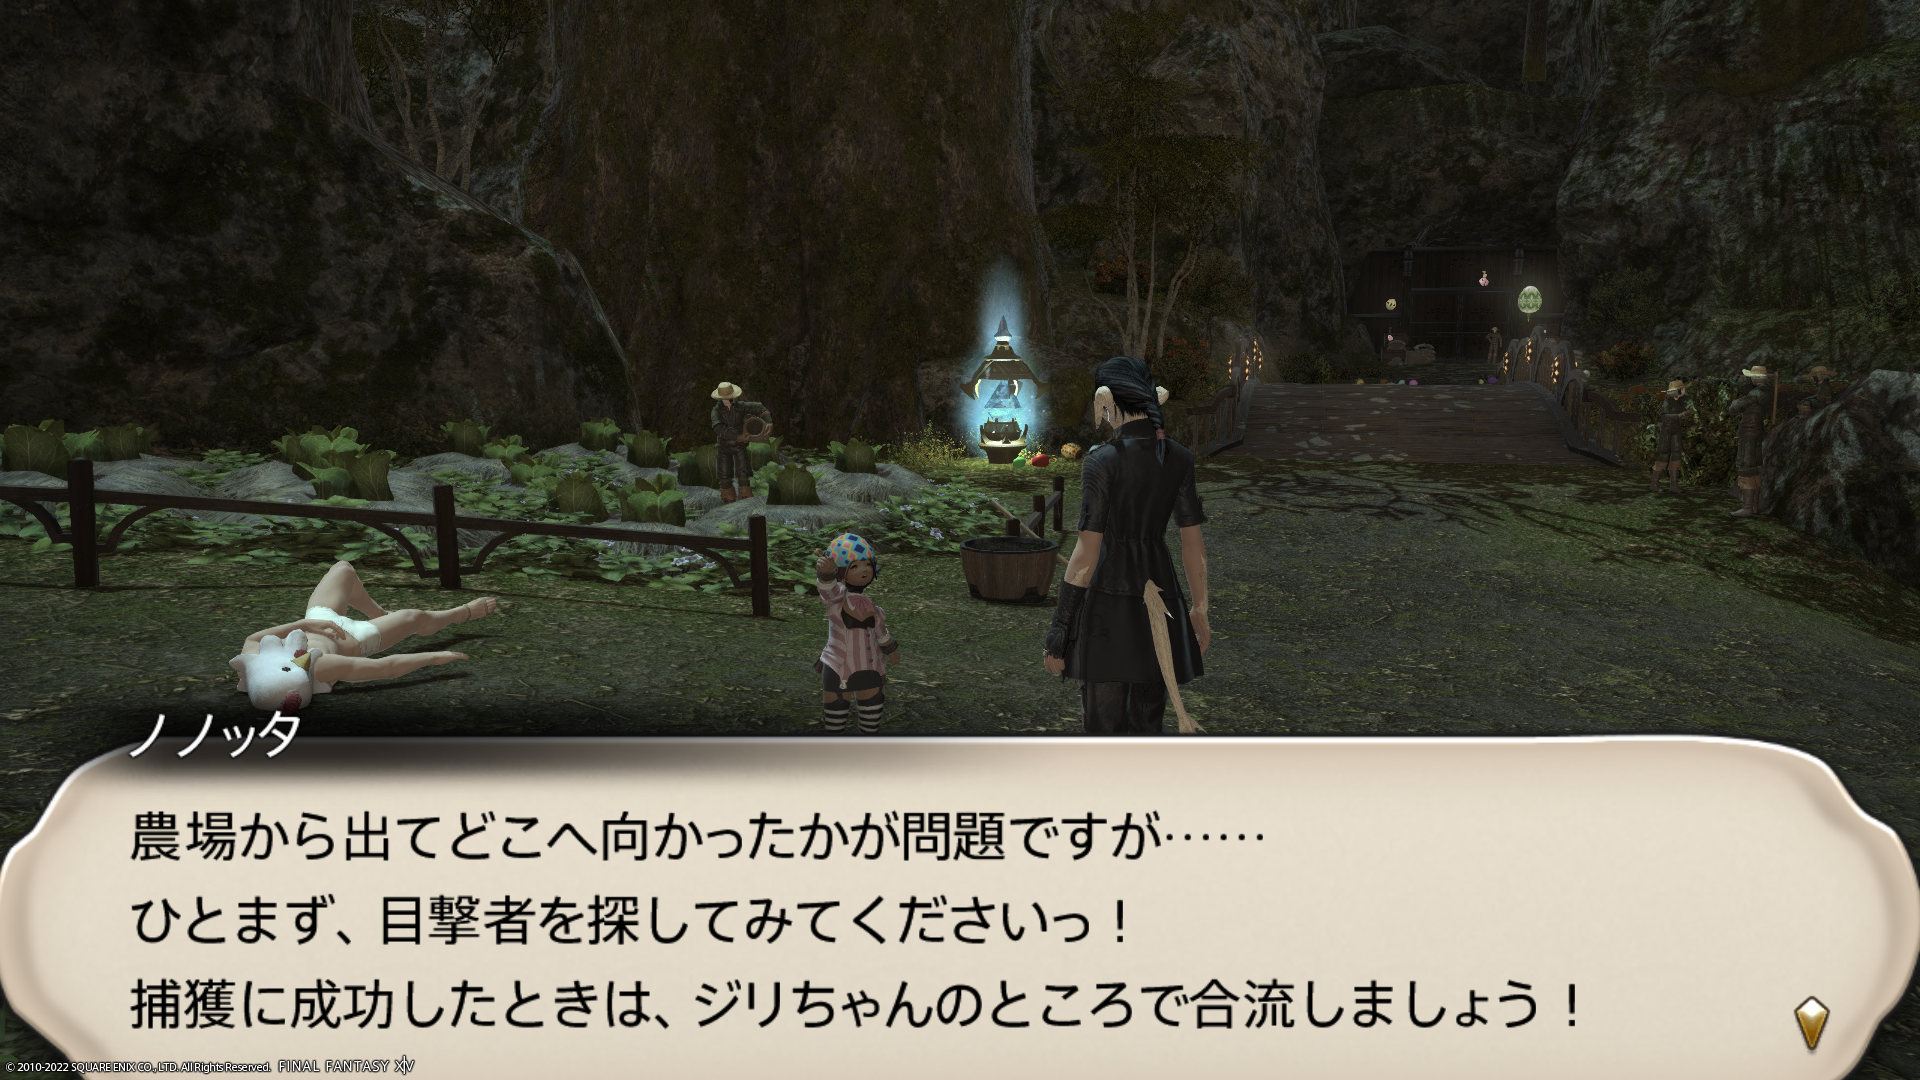 ノノッタ
農場から出てどこへ向かったかが問題ですが……
ひとまず、目撃者を探してみてくださいっ！
捕獲に成功したときは、ジリちゃんのところで合流しましょう！
© 2010-2022 SQUARE ENIX CO., LTD. All Rights Reserved. FINAL FANTASY XIV